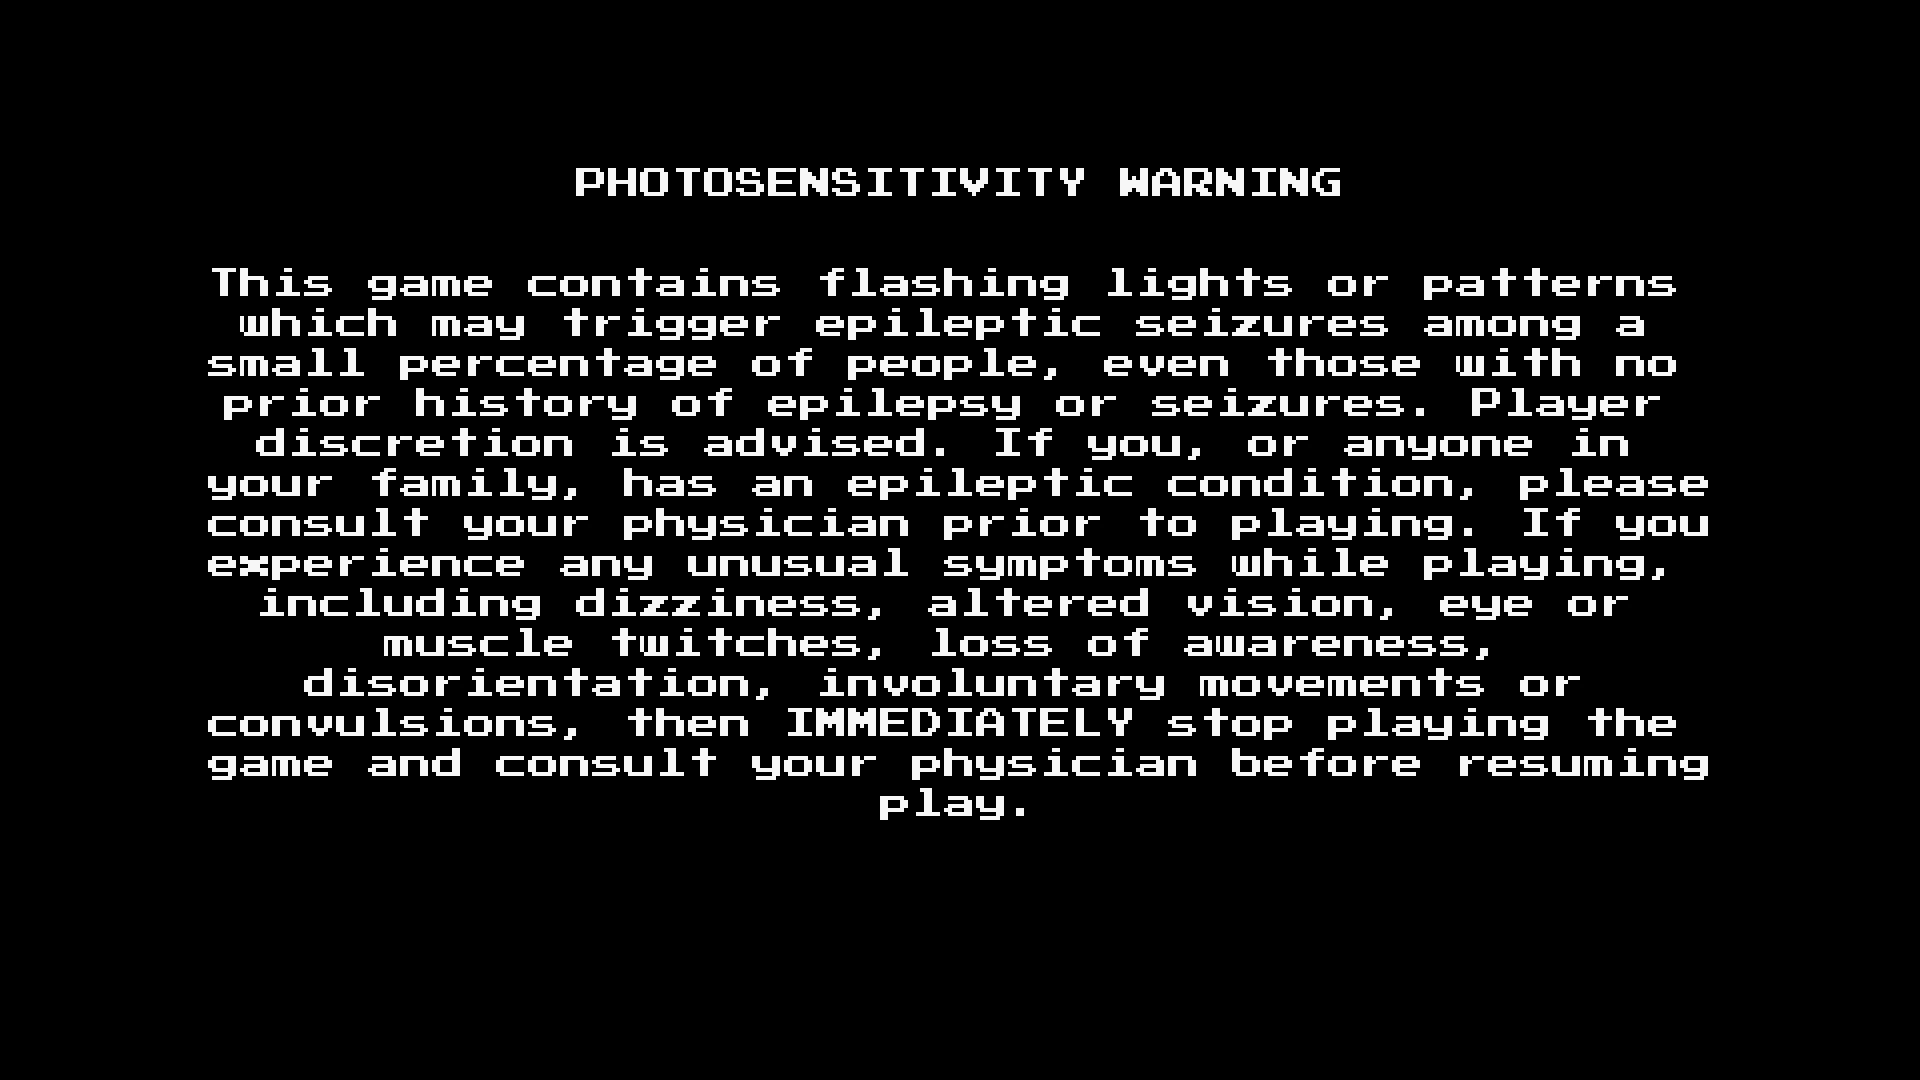 PHOTOSENSITIVITY WARNING
This game contains flashing lights or patterns
which may trigger epileptic seizures among a
small percentage of people, even those with no
prior history of epilepsy or seizures. Player
discretion is advised. If you, or anyone in
your family, has an epileptic condition, please
consult your physician prior to playing. If you
experience any unusual symptoms while playing,
including dizziness, altered vision, eye or
muscle twitches, loss of awareness,
disorientation, involuntary movements or
convulsions, then IMMEDIATELY stop playing the
game and consult your physician before resuming
play.